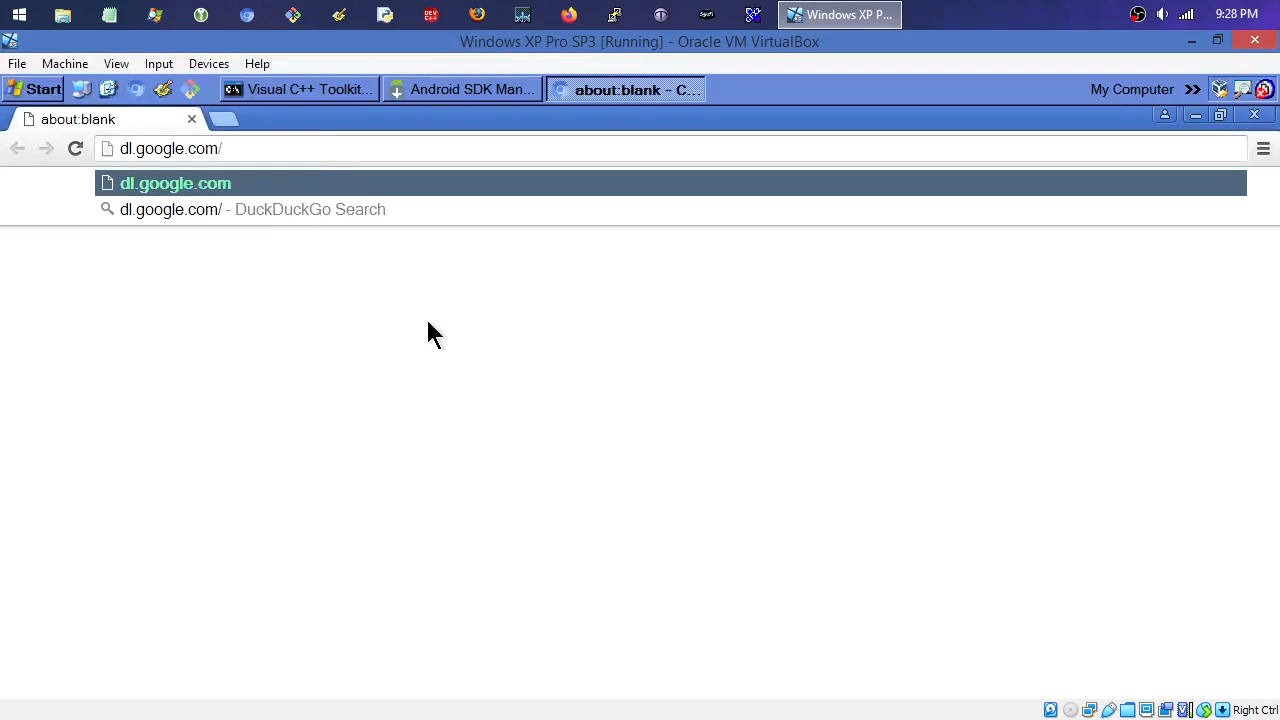 Windows XP P...
9:28 PM
Windows XP Pro SP3 [Running] - Oracle VM VirtualBox
File Machine View Input Devices Help
Start Visual C++ Toolkit... Android SDK Man... about:blank - C... My Computer
about:blank
dl.google.com/
dl.google.com
dl.google.com/ - DuckDuckGo Search
Right Ctrl